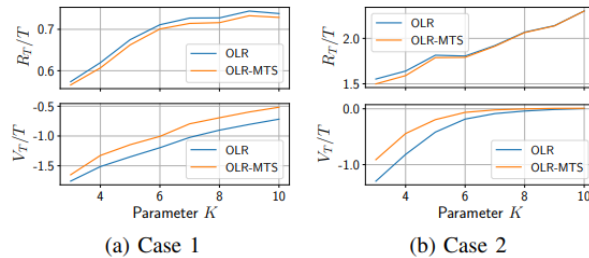 R_T/T
0.7
0.6
OLR
OLR-MTS
V_T/T
-0.5
-1.0
-1.5
OLR
OLR-MTS
4 6 8 10
Parameter K
(a) Case 1
R_T/T
2.0
1.5
OLR
OLR-MTS
V_T/T
0.0
-1.0
OLR
OLR-MTS
4 6 8 10
Parameter K
(b) Case 2